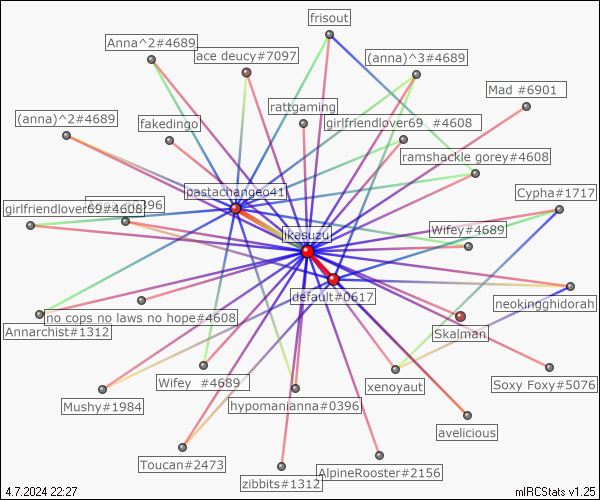 frisout
Anna^2#4689
ace deucy#7097
(anna)^3#4689
Mad #6901
rattgaming
(anna)^2#4689
fakedingo
girlfriendlover69 #4608
ramshackle gorey#4608
pastachangeo41
Cypha#1717
girlfriendlover69#4608
0396
jikasuzu
Wifey#4689
default#0617
neokingghidorah
Annarchist#1312
no cops no laws no hope#4608
Skalman
Wifey #4689
xenoyaut
Soxy Foxy#5076
Mushy#1984
hypomanianna#0396
avelicious
Toucan#2473
zibbits#1312
AlpineRooster#2156
4.7.2024 22:27
mIRCStats v1.25